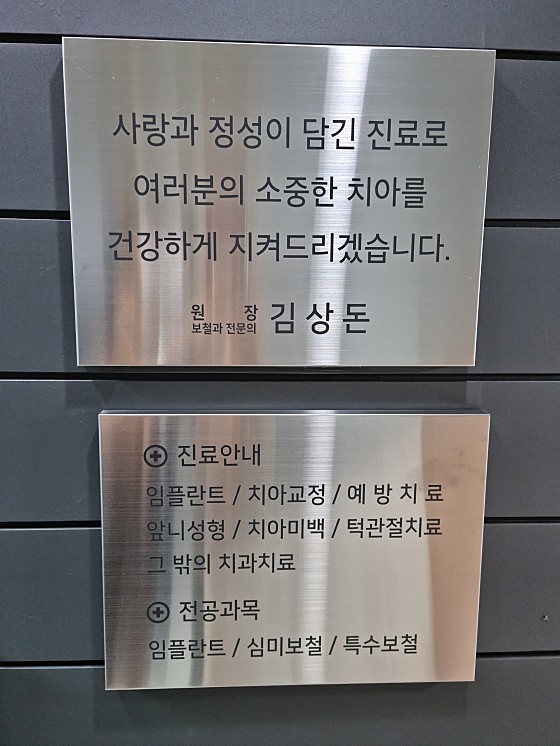 사랑과 정성이 담긴 진료로
여러분의 소중한 치아를
건강하게 지켜드리겠습니다.
원 장
보철과 전문의 김상돈
진료안내
임플란트 / 치아교정 / 예 방 치 료
앞니성형 / 치아미백 / 턱관절치료
그 밖의 치과치료
전공과목
임플란트 / 심미보철 / 특수보철